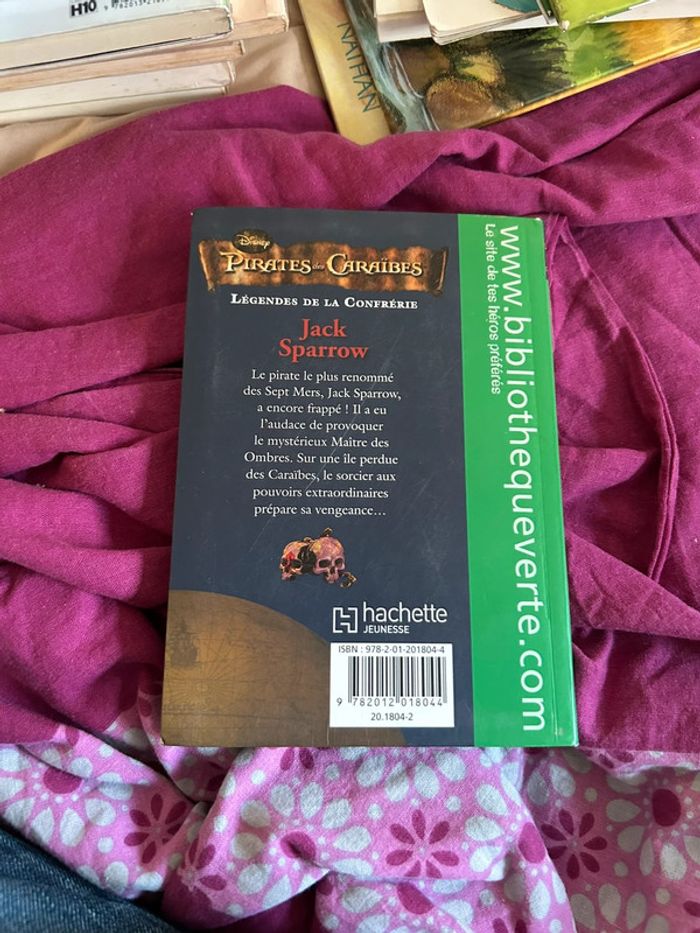 H10
NATHAN
Disney
PIRATES des CARAÏBES
LÉGENDES DE LA CONFRÉRIE
Jack
Sparrow
Le pirate le plus renommé
des Sept Mers, Jack Sparrow,
a encore frappé ! Il a eu
l'audace de provoquer
le mystérieux Maître des
Ombres. Sur une île perdue
des Caraïbes, le sorcier aux
pouvoirs extraordinaires
prépare sa vengeance...
hachette
JEUNESSE
ISBN : 978-2-01-201804-4
9 782012 018044
20.1804-2
www.bibliothequeverte.com
Le site de tes héros préférés